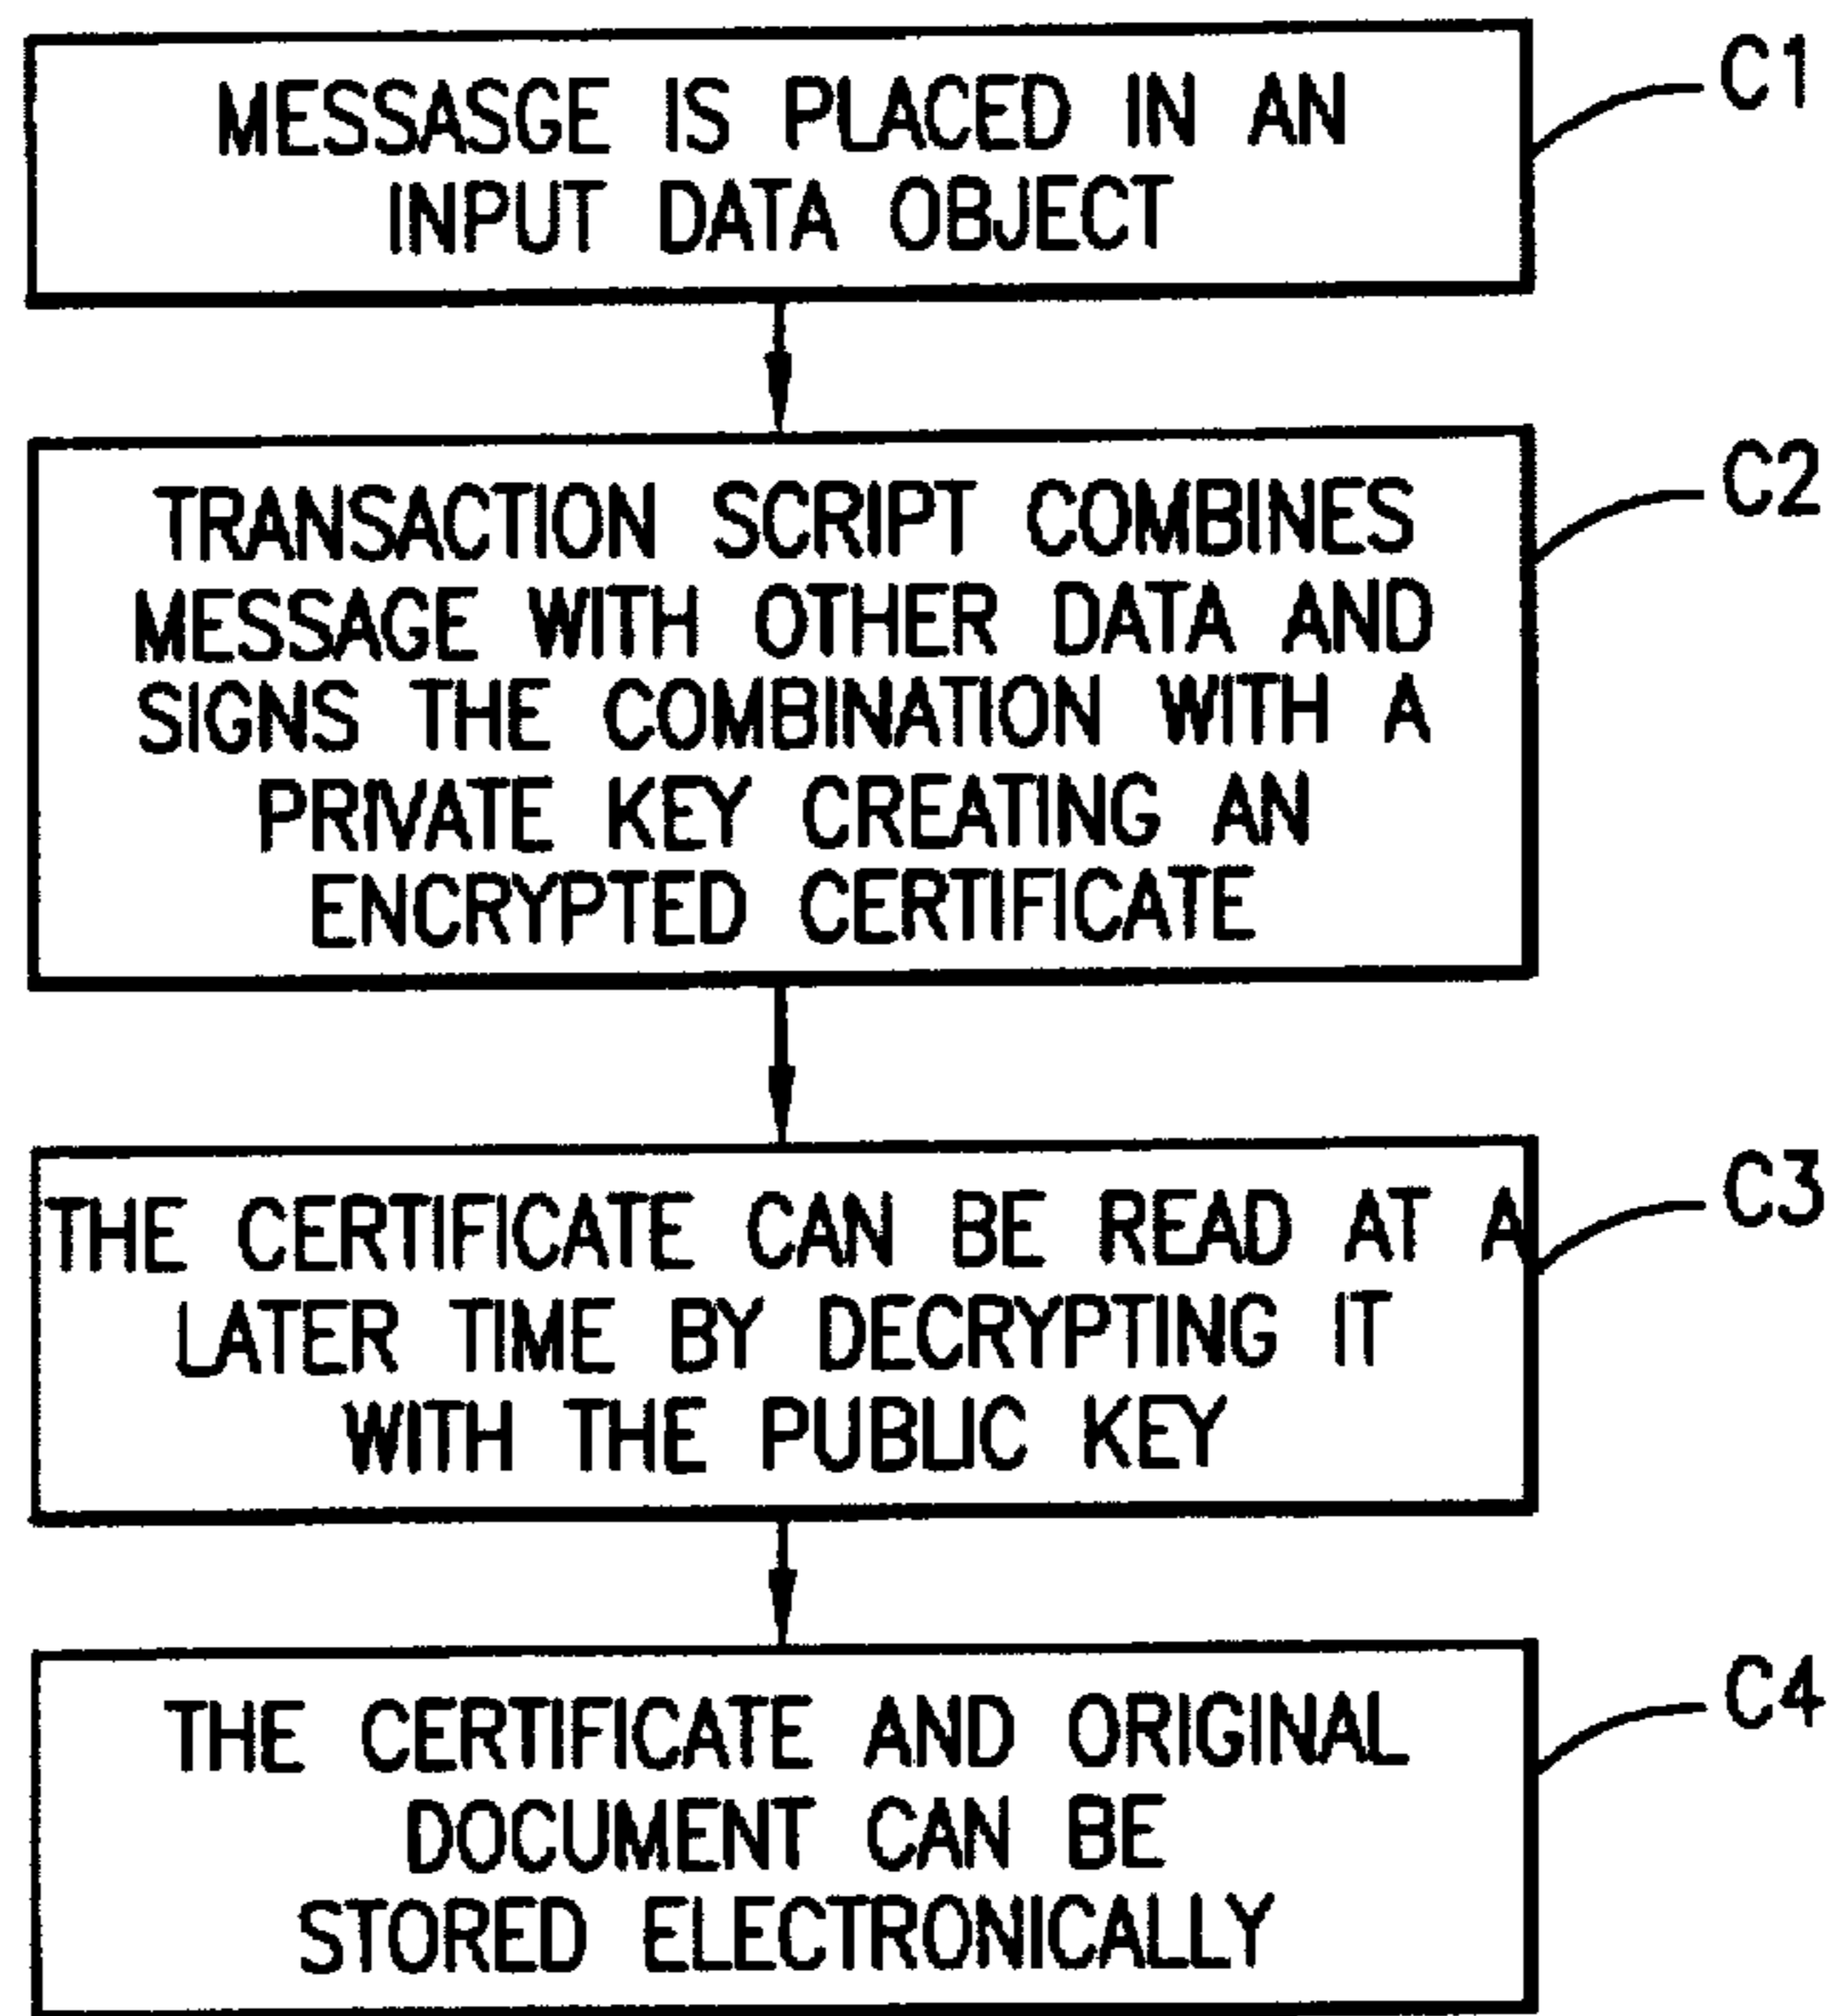 MESSASGE IS PLACED IN AN
INPUT DATA OBJECT
C1
TRANSACTION SCRIPT COMBINES
MESSAGE WITH OTHER DATA AND
SIGNS THE COMBINATION WITH A
PRIVATE KEY CREATING AN
ENCRYPTED CERTIFICATE
C2
THE CERTIFICATE CAN BE READ AT A
LATER TIME BY DECRYPTING IT
WITH THE PUBLIC KEY
C3
THE CERTIFICATE AND ORIGINAL
DOCUMENT CAN BE
STORED ELECTRONICALLY
C4